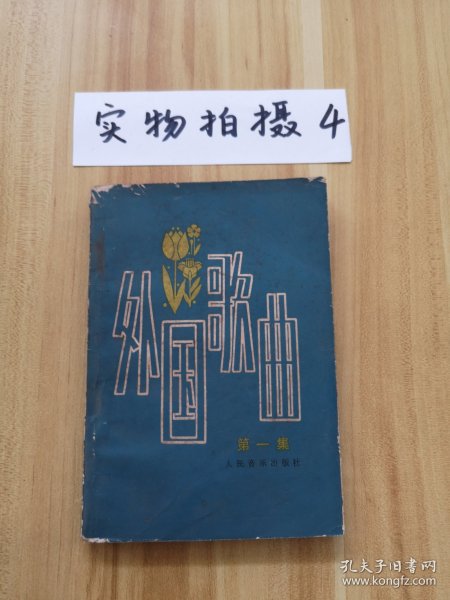 实物拍摄4
外国歌曲
第一集
人民音乐出版社
孔夫子旧书网
www.kongfz.com